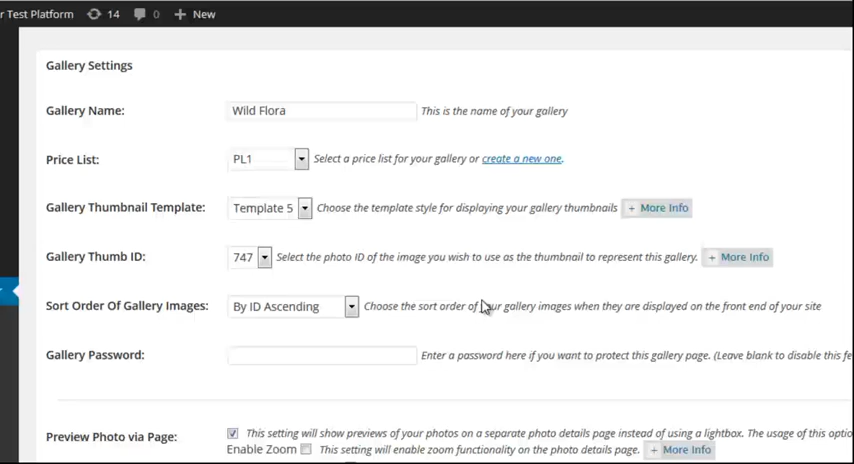 r Test Platform 14 0 + New
Gallery Settings
Gallery Name: Wild Flora This is the name of your gallery
Price List: PL1 Select a price list for your gallery or create a new one.
Gallery Thumbnail Template: Template 5 Choose the template style for displaying your gallery thumbnails + More Info
Gallery Thumb ID: 747 Select the photo ID of the image you wish to use as the thumbnail to represent this gallery. + More Info
Sort Order Of Gallery Images: By ID Ascending Choose the sort order of your gallery images when they are displayed on the front end of your site
Gallery Password: Enter a password here if you want to protect this gallery page. (Leave blank to disable this fe
Preview Photo via Page: This setting will show previews of your photos on a separate photo details page instead of using a lightbox. The usage of this optio
Enable Zoom This setting will enable zoom functionality on the photo details page. + More Info